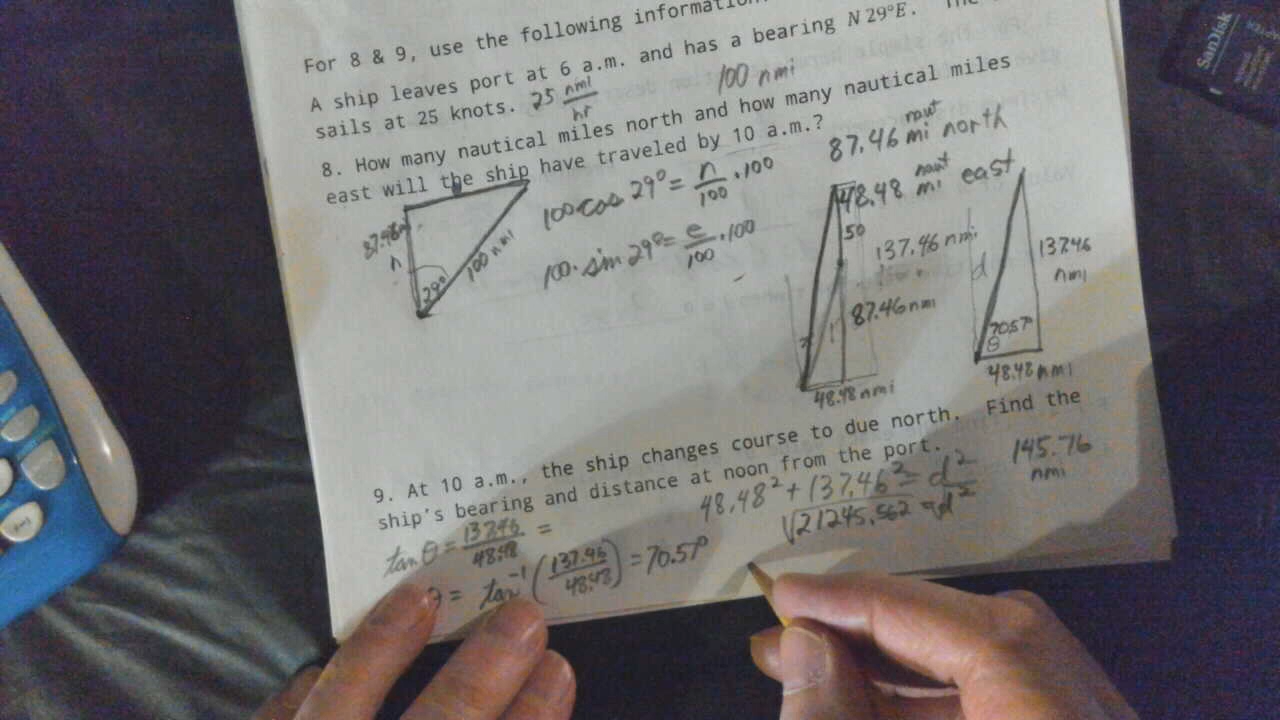 For 8 & 9, use the following information.
A ship leaves port at 6 a.m. and has a bearing N 29°E.
sails at 25 knots. 25 nmi/hr 100 nmi
8. How many nautical miles north and how many nautical miles
east will the ship have traveled by 10 a.m.?
87.46 naut mi north
48.48 naut mi east
100·cos 29° = n/100 · 100
100· sin 29° = e/100 · 100
n
100 nmi
29°
50
137.46 nmi
87.46 nmi
48.48 nmi
d
137.46 nmi
70.57°
θ
48.48 nmi
9. At 10 a.m., the ship changes course to due north. Find the
ship's bearing and distance at noon from the port.
145.76 nmi
48.48² + 137.46² = d²
√21245.562 = d²
tan θ = 137.46/48.48 =
θ = tan⁻¹(137.46/48.48) = 70.57°
SanDisk